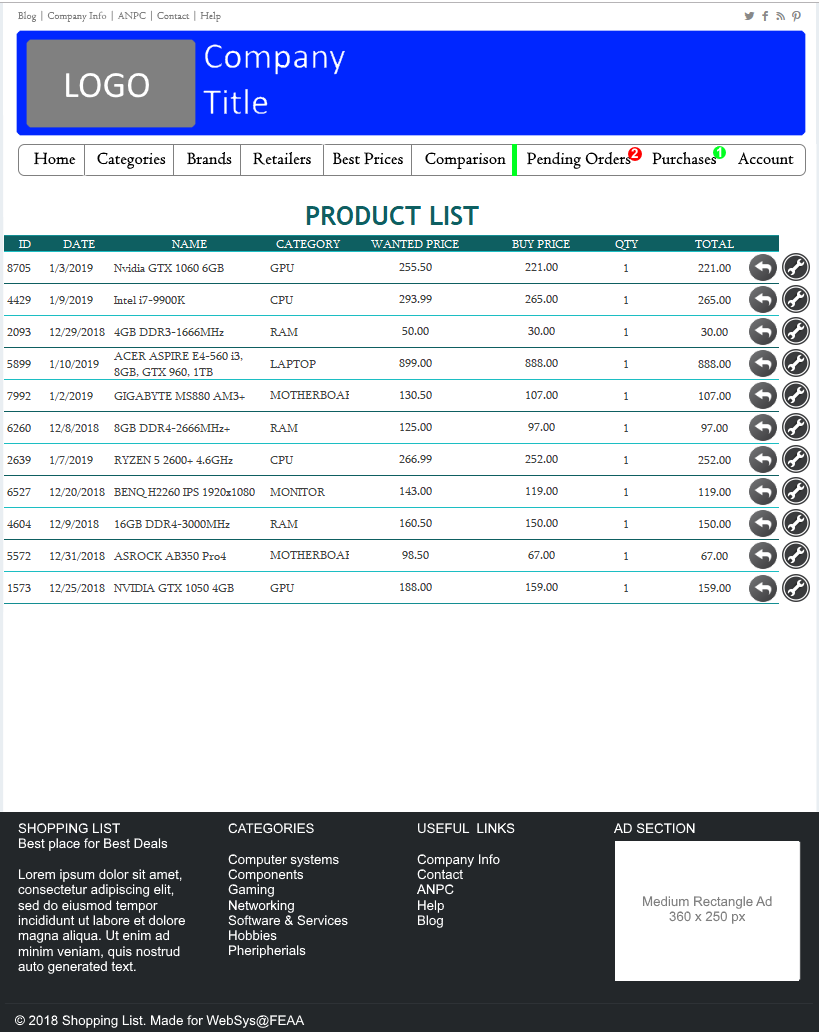 Blog | Company Info | ANPC | Contact | Help
LOGO
Company
Title
Home Categories Brands Retailers Best Prices Comparison Pending Orders 2 Purchases 1 Account
PRODUCT LIST
ID DATE NAME CATEGORY WANTED PRICE BUY PRICE QTY TOTAL
8705 1/3/2019 Nvidia GTX 1060 6GB GPU 255.50 221.00 1 221.00
4429 1/9/2019 Intel i7-9900K CPU 293.99 265.00 1 265.00
2093 12/29/2018 4GB DDR3-1666MHz RAM 50.00 30.00 1 30.00
5899 1/10/2019 ACER ASPIRE E4-560 i3, LAPTOP 899.00 888.00 1 888.00
8GB, GTX 960, 1TB
7992 1/2/2019 GIGABYTE MS880 AM3+ MOTHERBOAR 130.50 107.00 1 107.00
6260 12/8/2018 8GB DDR4-2666MHz+ RAM 125.00 97.00 1 97.00
2639 1/7/2019 RYZEN 5 2600+ 4.6GHz CPU 266.99 252.00 1 252.00
6527 12/20/2018 BENQ H2260 IPS 1920x1080 MONITOR 143.00 119.00 1 119.00
4604 12/9/2018 16GB DDR4-3000MHz RAM 160.50 150.00 1 150.00
5572 12/31/2018 ASROCK AB350 Pro4 MOTHERBOAR 98.50 67.00 1 67.00
1573 12/25/2018 NVIDIA GTX 1050 4GB GPU 188.00 159.00 1 159.00
SHOPPING LIST
Best place for Best Deals
Lorem ipsum dolor sit amet,
consectetur adipiscing elit,
sed do eiusmod tempor
incididunt ut labore et dolore
magna aliqua. Ut enim ad
minim veniam, quis nostrud
auto generated text.
CATEGORIES
Computer systems
Components
Gaming
Networking
Software & Services
Hobbies
Pheripherials
USEFUL LINKS
Company Info
Contact
ANPC
Help
Blog
AD SECTION
Medium Rectangle Ad
360 x 250 px
© 2018 Shopping List. Made for WebSys@FEAA